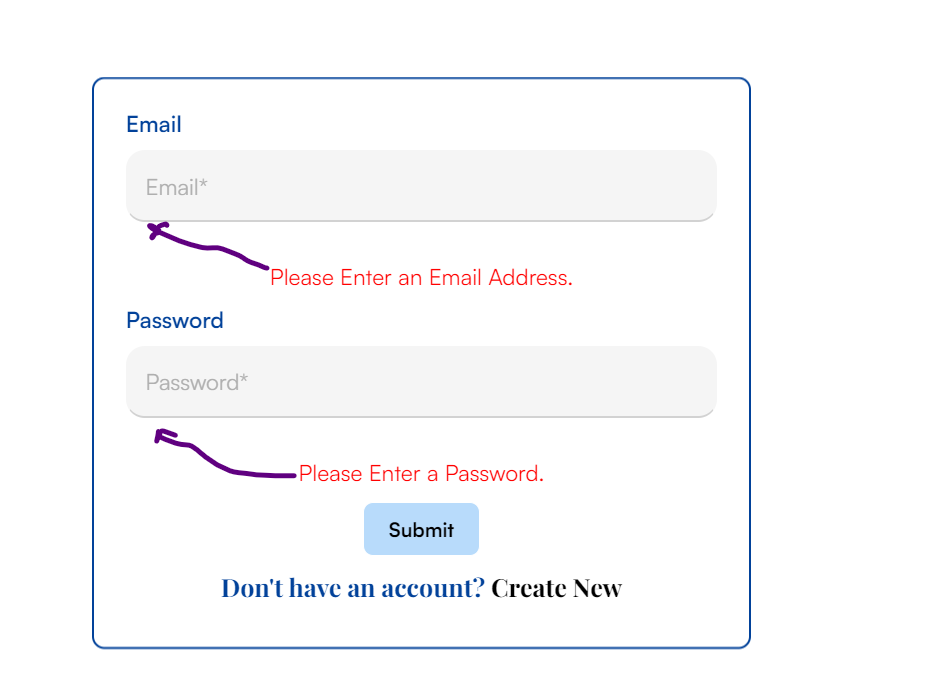 Email
Email*
Please Enter an Email Address.
Password
Password*
Please Enter a Password.
Submit
Don't have an account? Create New